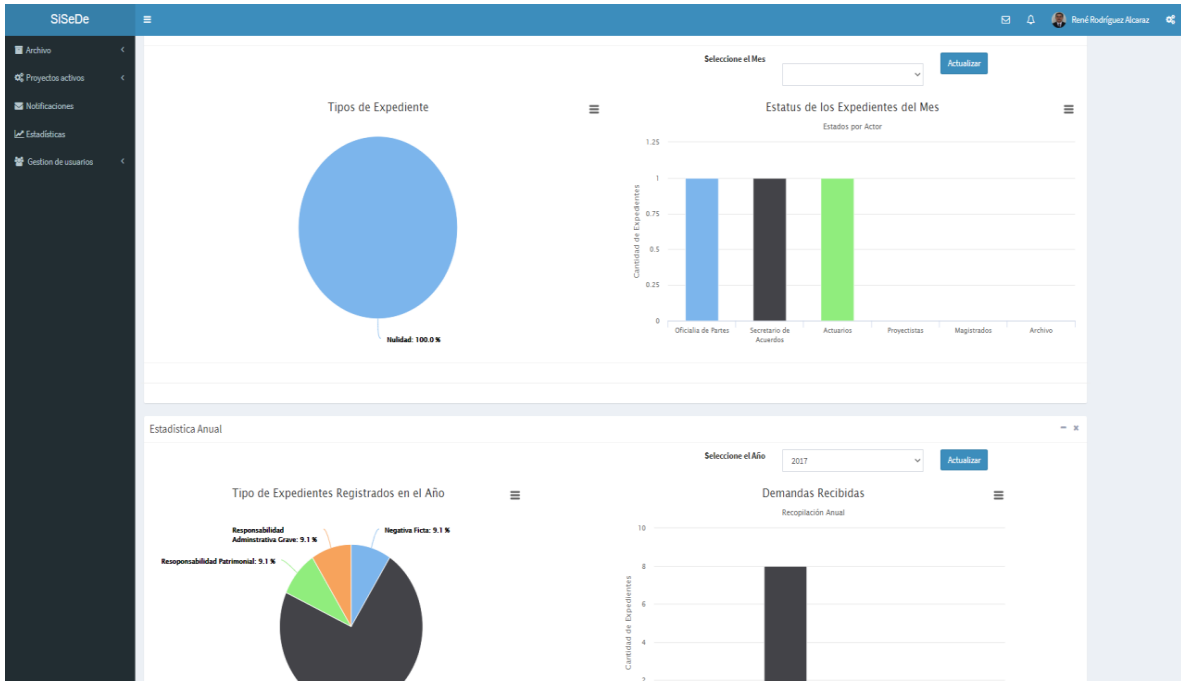 SiSeDe
René Rodríguez Alcaraz
Archivo
Proyectos activos
Notificaciones
Estadísticas
Gestion de usuarios
Seleccione el Mes
Actualizar
Tipos de Expediente
Nulidad: 100.0 %
Estatus de los Expedientes del Mes
Estados por Actor
Cantidad de Expedientes
1.25
1
0.75
0.5
0.25
0
Oficialia de Partes
Secretario de
Acuerdos
Actuarios
Proyectistas
Magistrados
Archivo
Estadística Anual
Seleccione el Año
2017
Actualizar
Tipo de Expedientes Registrados en el Año
Responsabilidad
Adminstrativa Grave: 9.1 %
Negativa Ficta: 9.1 %
Resoponsabilidad Patrimonial: 9.1 %
Demandas Recibidas
Recopilación Anual
Cantidad de Expedientes
10
8
6
4
2